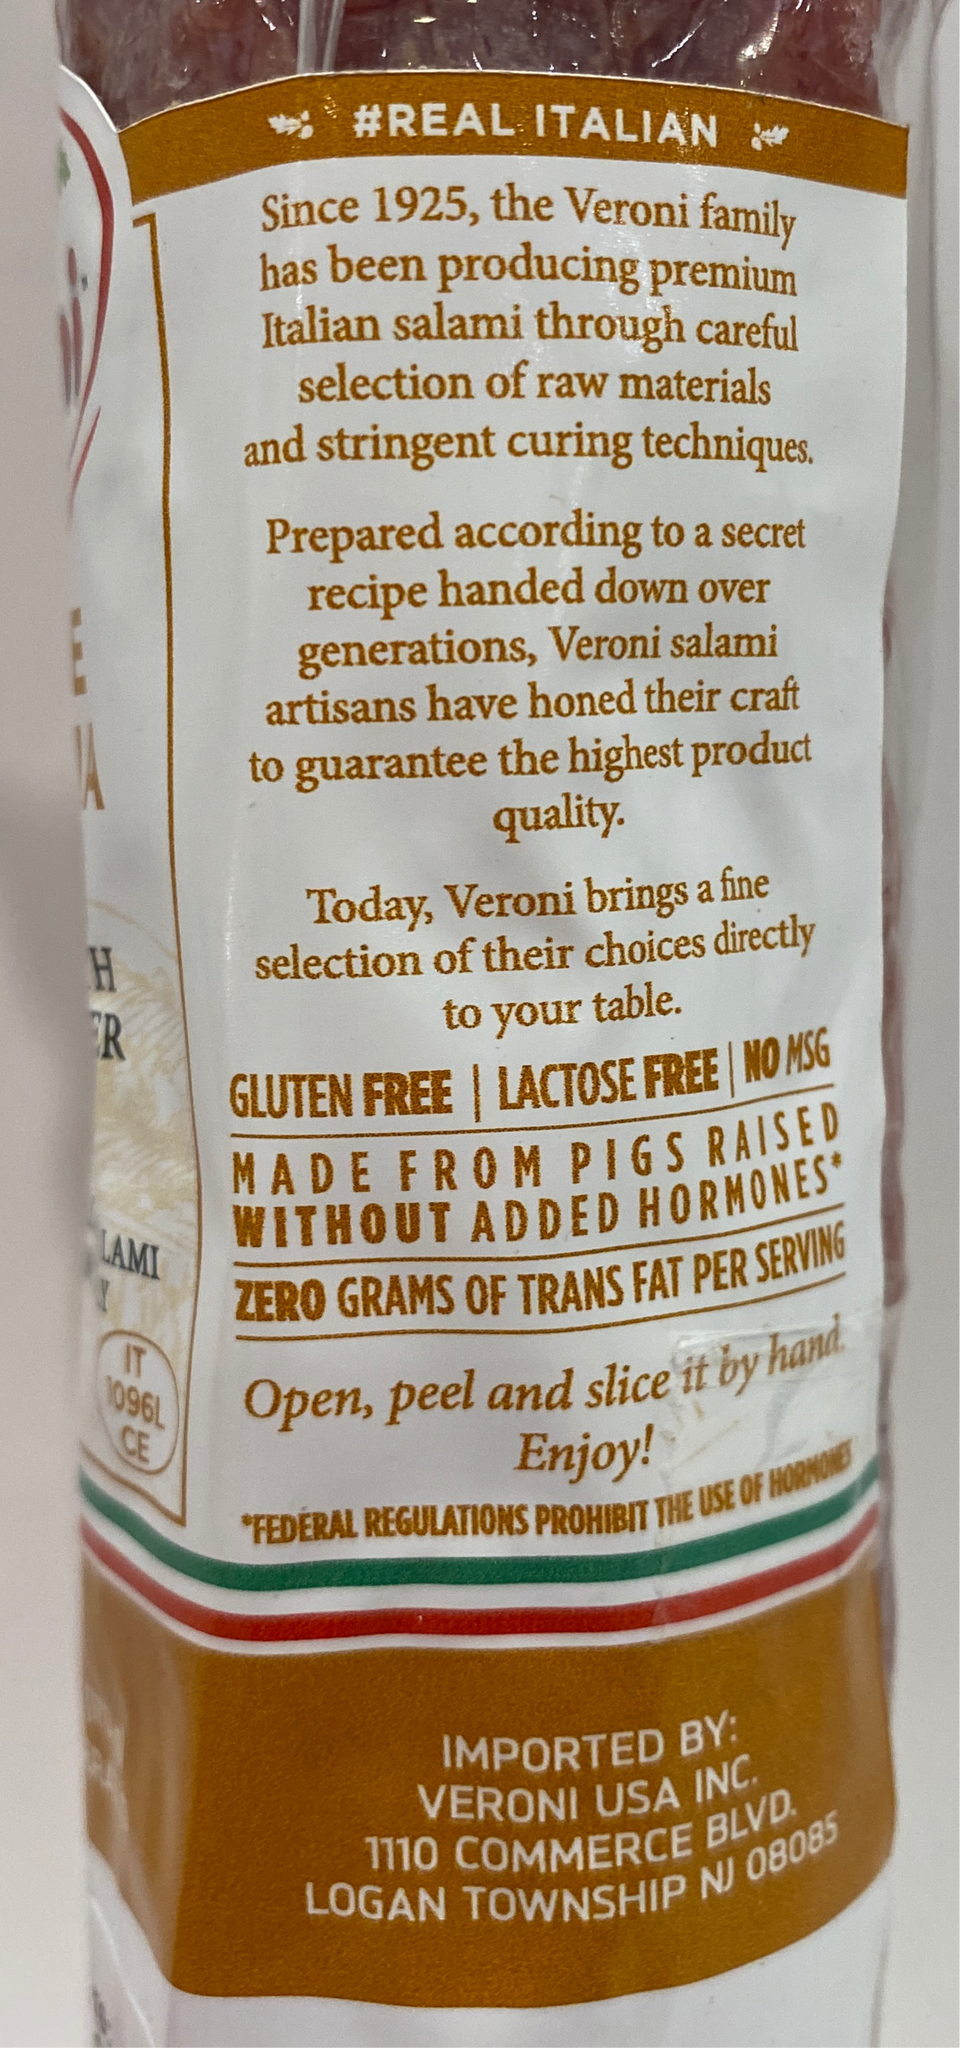 #REAL ITALIAN
Since 1925, the Veroni family
has been producing premium
Italian salami through careful
selection of raw materials
and stringent curing techniques.
Prepared according to a secret
recipe handed down over
generations, Veroni salami
artisans have honed their craft
to guarantee the highest product
quality.
Today, Veroni brings a fine
selection of their choices directly
to your table.
GLUTEN FREE | LACTOSE FREE | NO MSG
MADE FROM PIGS RAISED
WITHOUT ADDED HORMONES*
ZERO GRAMS OF TRANS FAT PER SERVING
Open, peel and slice it by hand.
Enjoy!
*FEDERAL REGULATIONS PROHIBIT THE USE OF HORMONES
IMPORTED BY:
VERONI USA INC.
1110 COMMERCE BLVD.
LOGAN TOWNSHIP NJ 08085
E
H
ER
LAMI
Y
IT
1096L
CE